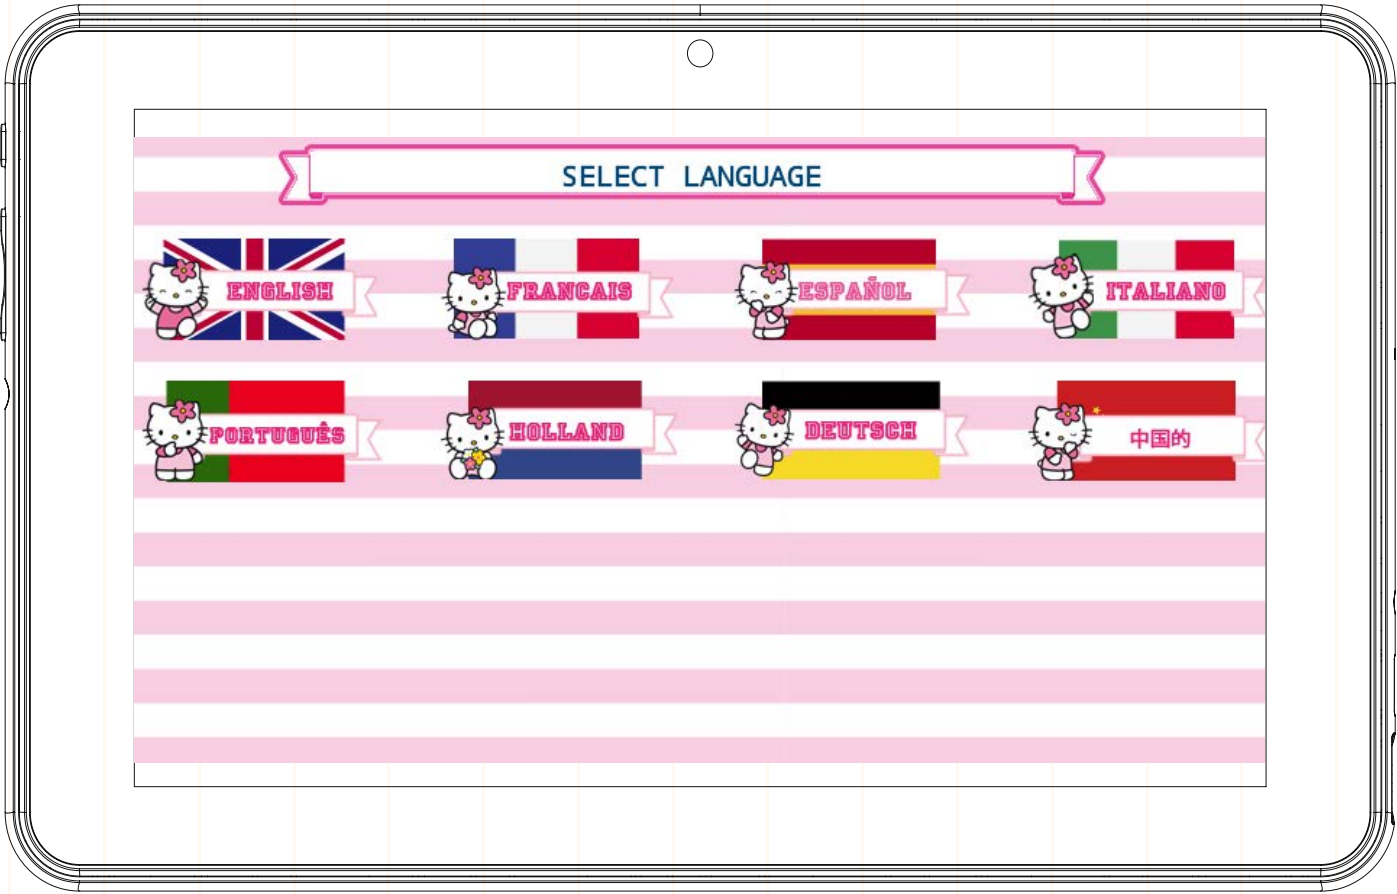 SELECT LANGUAGE
ENGLISH
FRANCAIS
ESPAÑOL
ITALIANO
PORTUGUÊS
HOLLAND
DEUTSCH
中国的